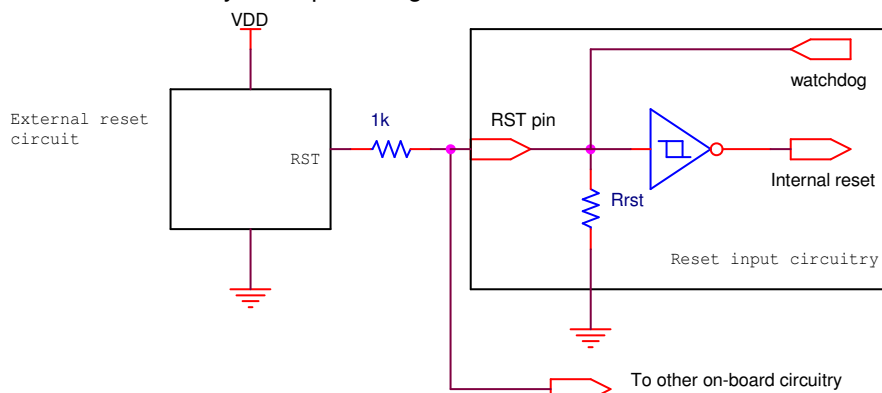 VDD
watchdog
External reset
circuit
1k
RST pin
RST
Internal reset
Rrst
Reset input circuitry
To other on-board circuitry